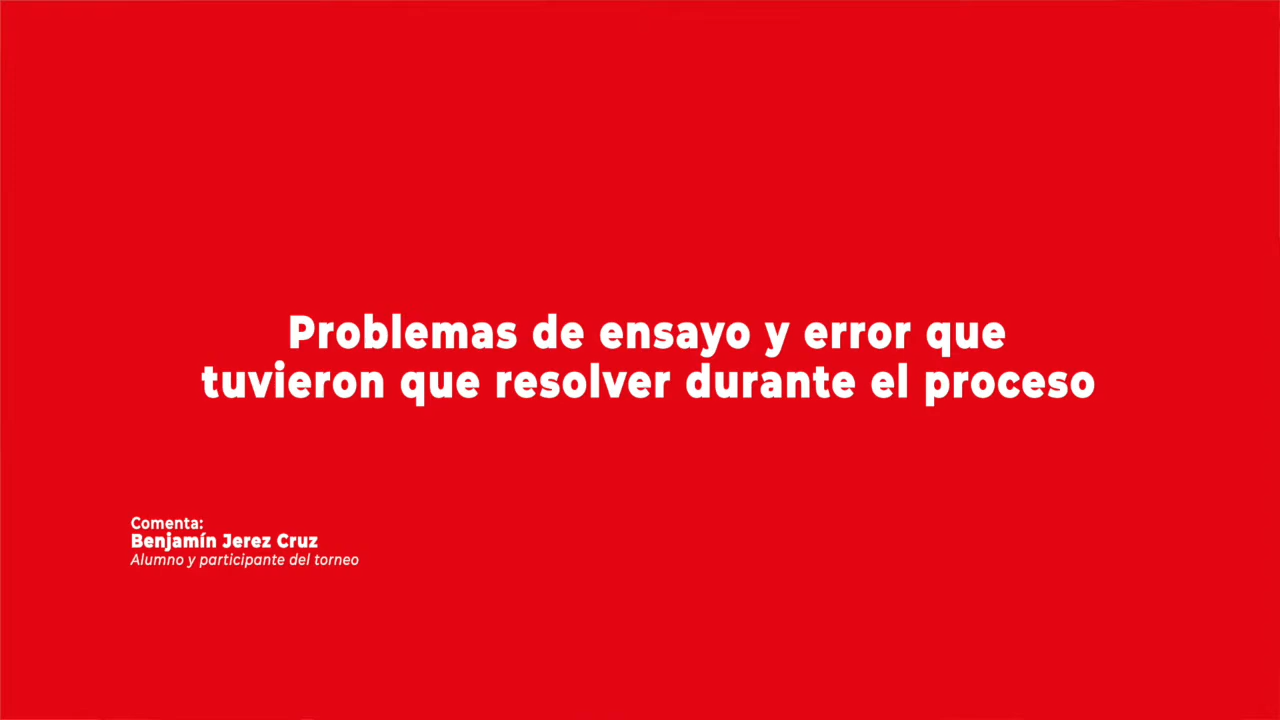 Problemas de ensayo y error que
tuvieron que resolver durante el proceso
Comenta:
Benjamín Jerez Cruz
Alumno y participante del torneo